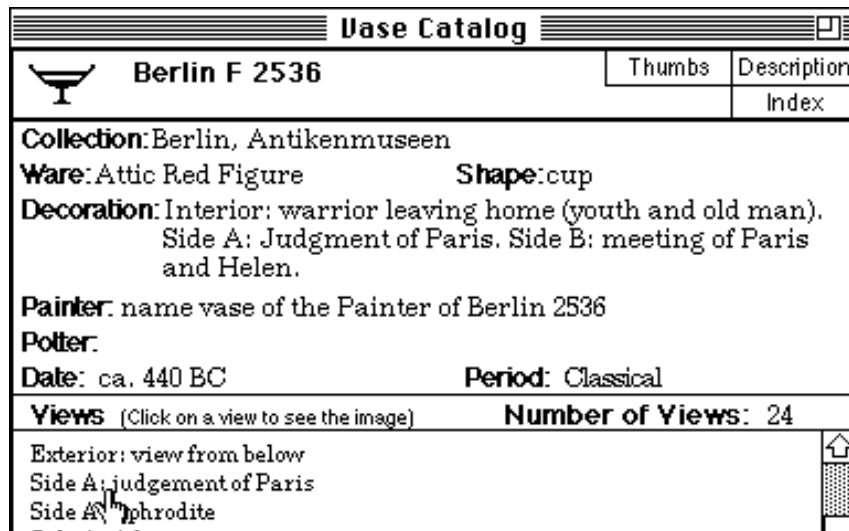 Vase Catalog
Berlin F 2536
Thumbs Description
Index
Collection: Berlin, Antikenmuseen
Ware: Attic Red Figure Shape: cup
Decoration: Interior: warrior leaving home (youth and old man).
Side A: Judgment of Paris. Side B: meeting of Paris
and Helen.
Painter: name vase of the Painter of Berlin 2536
Potter:
Date: ca. 440 BC Period: Classical
Views (Click on a view to see the image) Number of Views: 24
Exterior: view from below
Side A: judgement of Paris
Side A: Aphrodite